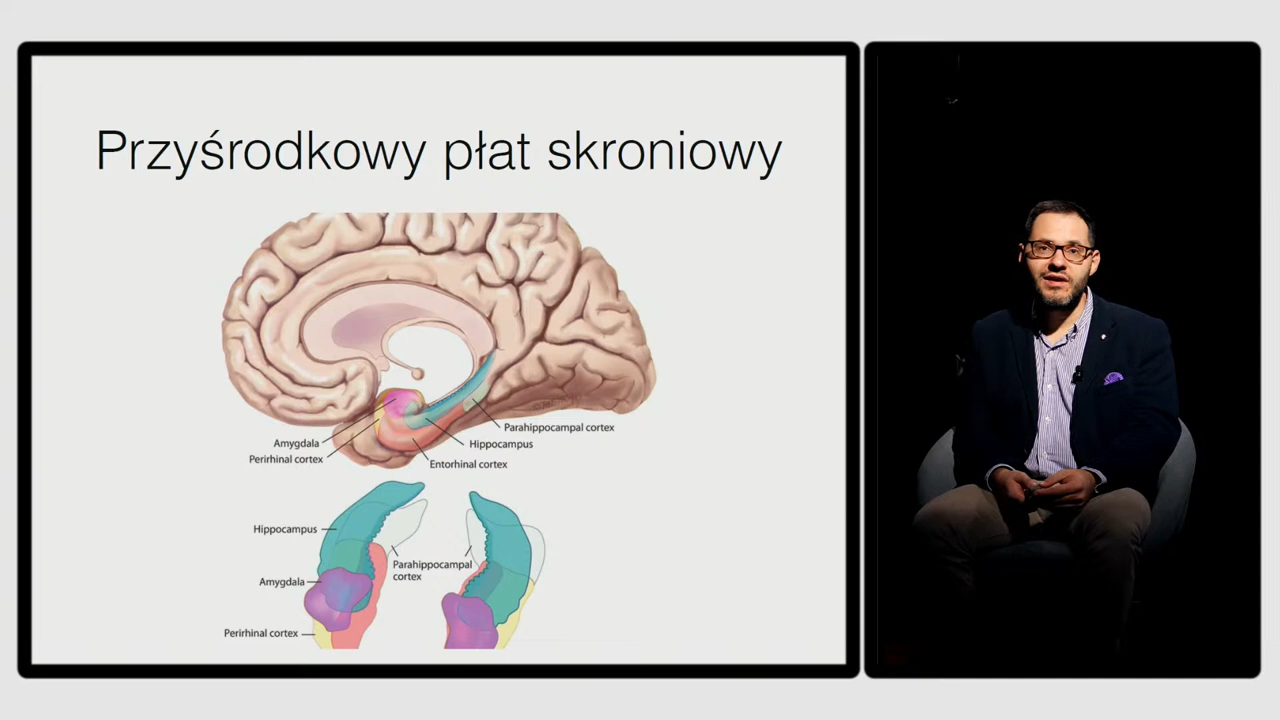 Przyśrodkowy płat skroniowy
Parahippocampal cortex
Amygdala
Hippocampus
Perirhinal cortex
Entorhinal cortex
Hippocampus
Parahippocampal
cortex
Amygdala
Perirhinal cortex